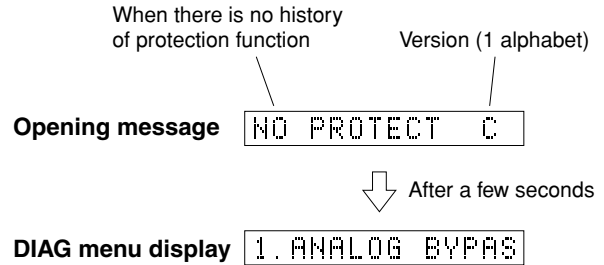 When there is no history
of protection function
Version (1 alphabet)
Opening message
NO PROTECT C
After a few seconds
DIAG menu display
1.ANALOG BYPAS